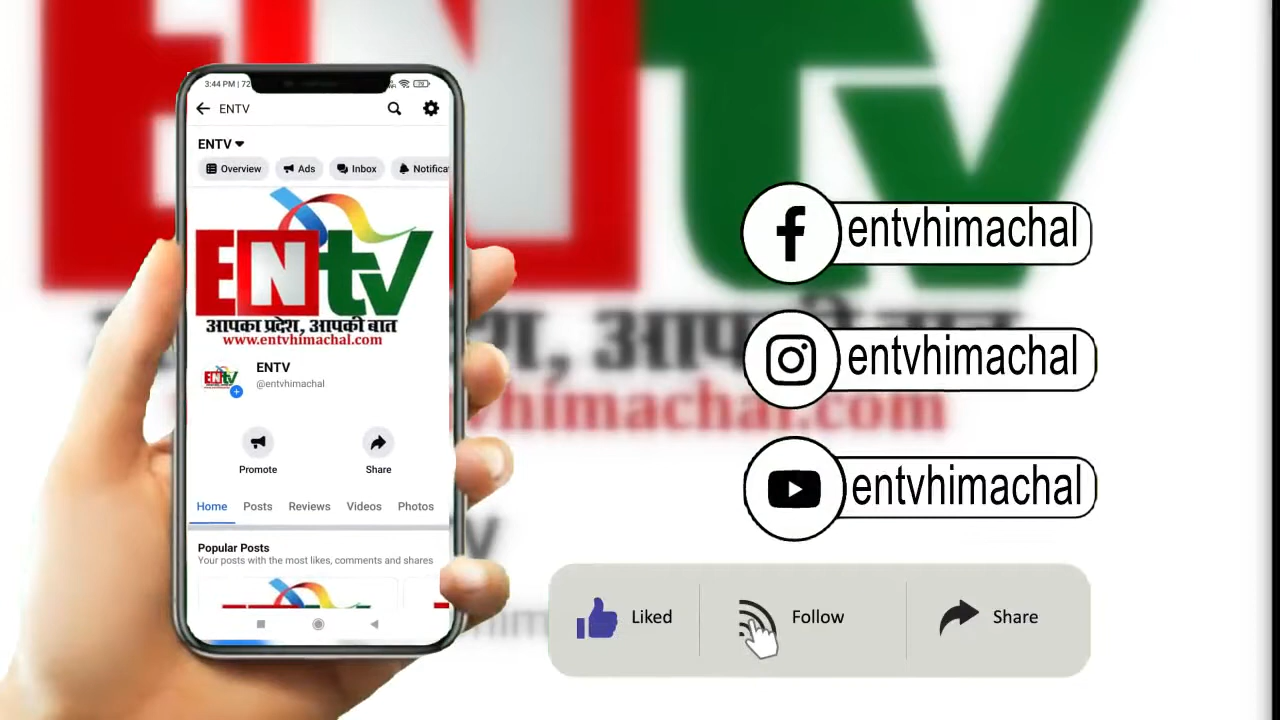 3:44 PM | 72
ENTV
ENTV
Overview
Ads
Inbox
Notifica
ENtv
आपका प्रदेश, आपकी बात
www.entvhimachal.com
ENTV
@entvhimachal
Promote
Share
Home
Posts
Reviews
Videos
Photos
Popular Posts
Your posts with the most likes, comments and shares
entvhimachal
entvhimachal
entvhimachal
Liked
Follow
Share